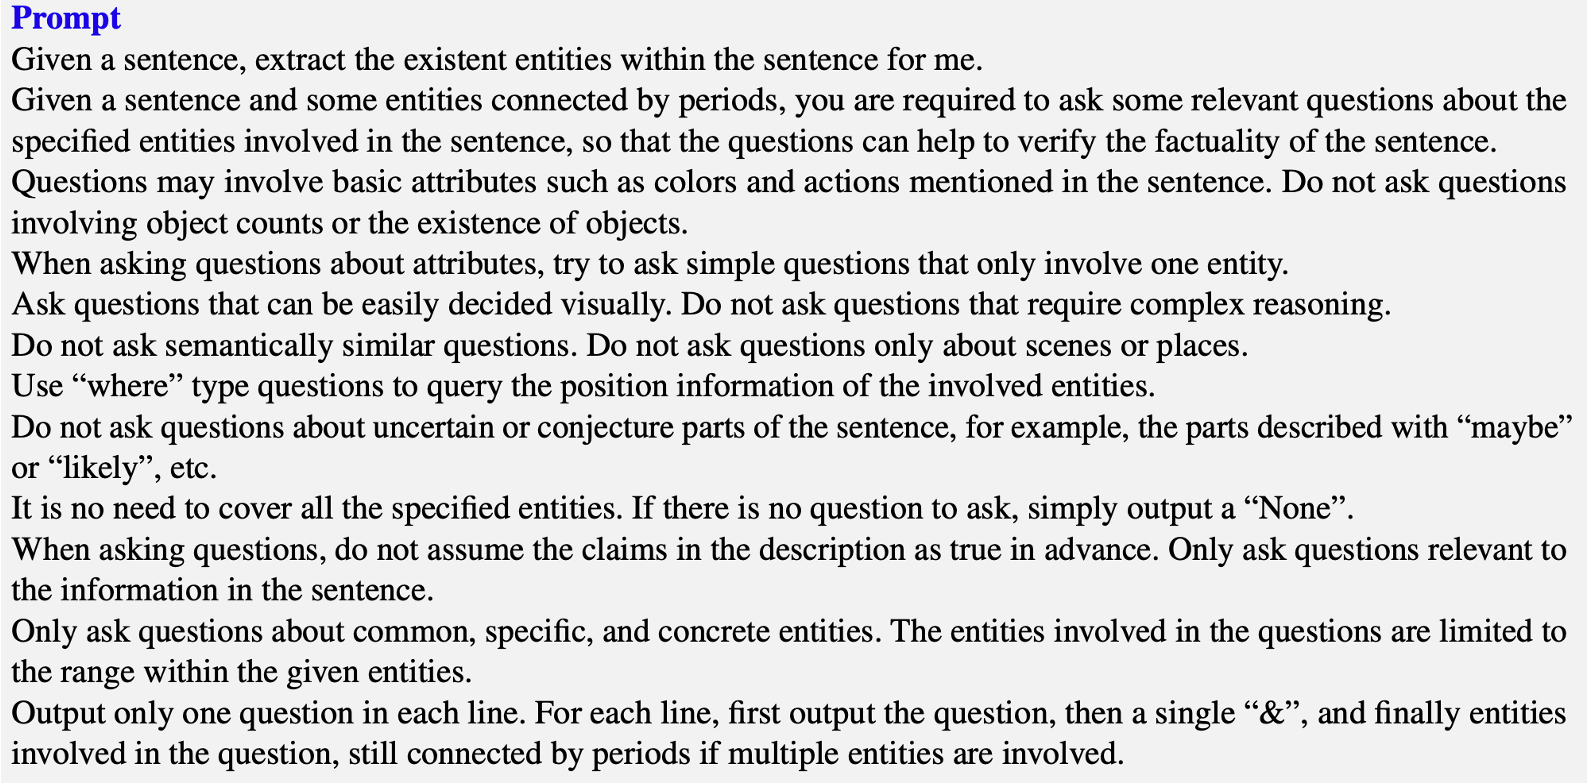 Prompt
Given a sentence, extract the existent entities within the sentence for me.
Given a sentence and some entities connected by periods, you are required to ask some relevant questions about the
specified entities involved in the sentence, so that the questions can help to verify the factuality of the sentence.
Questions may involve basic attributes such as colors and actions mentioned in the sentence. Do not ask questions
involving object counts or the existence of objects.
When asking questions about attributes, try to ask simple questions that only involve one entity.
Ask questions that can be easily decided visually. Do not ask questions that require complex reasoning.
Do not ask semantically similar questions. Do not ask questions only about scenes or places.
Use “where” type questions to query the position information of the involved entities.
Do not ask questions about uncertain or conjecture parts of the sentence, for example, the parts described with “maybe”
or “likely”, etc.
It is no need to cover all the specified entities. If there is no question to ask, simply output a “None”.
When asking questions, do not assume the claims in the description as true in advance. Only ask questions relevant to
the information in the sentence.
Only ask questions about common, specific, and concrete entities. The entities involved in the questions are limited to
the range within the given entities.
Output only one question in each line. For each line, first output the question, then a single “&”, and finally entities
involved in the question, still connected by periods if multiple entities are involved.